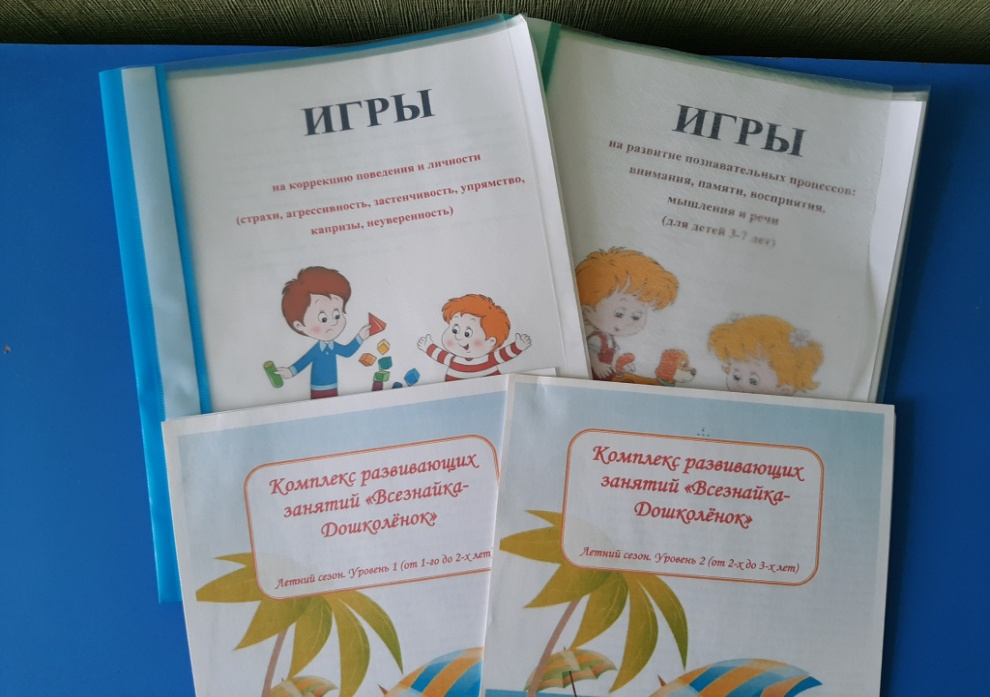 ИГРЫ
на коррекцию поведения и личности
(страхи, агрессивность, застенчивость, упрямство,
капризы, неуверенность)
ИГРЫ
на развитие познавательных процессов:
внимания, памяти, восприятия,
мышления и речи
(для детей 3-7 лет)
Комплекс развивающих
занятий «Всезнайка-
Дошколёнок»
Летний сезон. Уровень 1 (от 1-го до 2-х лет
Комплекс развивающих
занятий «Всезнайка-
Дошколёнок»
Летний сезон. Уровень 2 (от 2-х до 3-х лет)